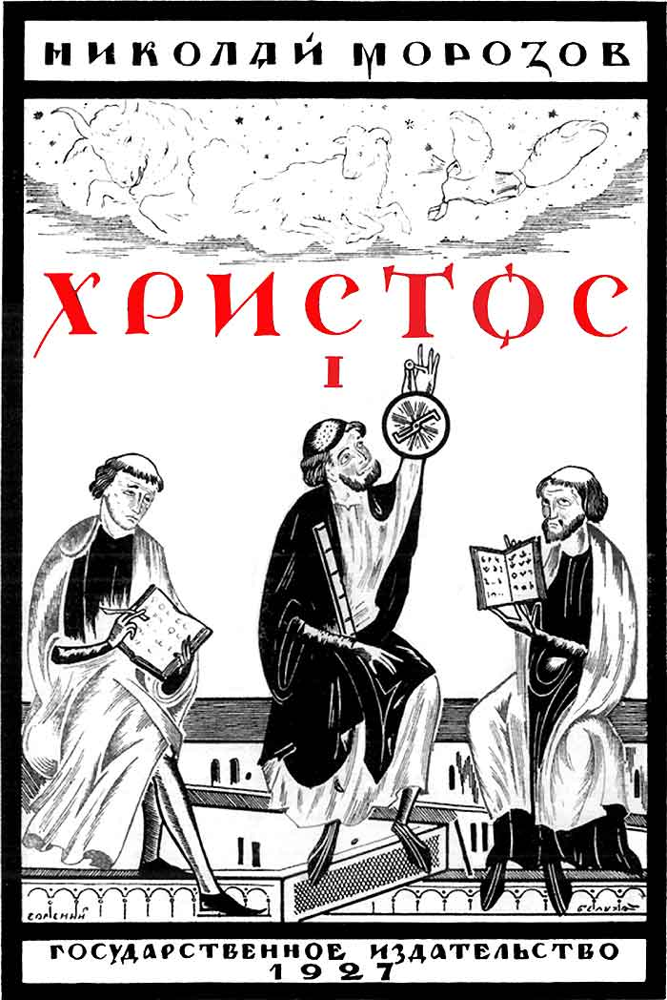 НИКОЛАЙ МОРОЗОВ
ХРИСТОС
I
ГОСУДАРСТВЕННОЕ ИЗДАТЕЛЬСТВО
1927